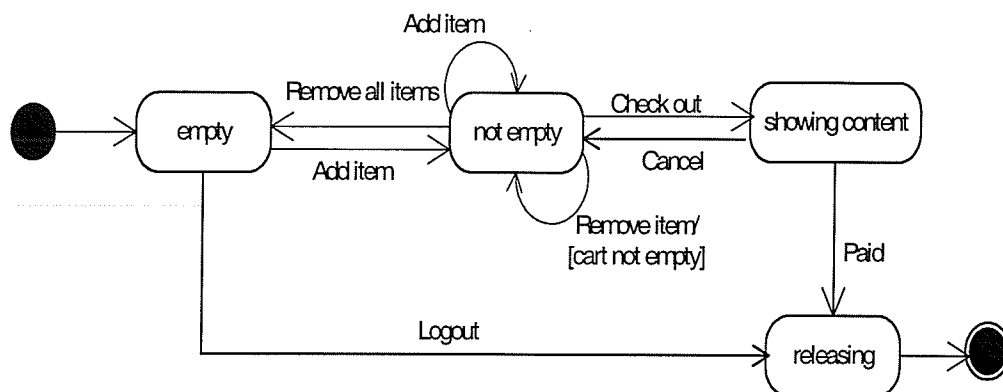 Add item
Remove all items
Check out
empty
not empty
showing content
Add item
Cancel
Remove item/
[cart not empty]
Paid
Logout
releasing